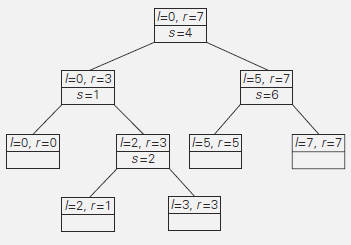 l=0, r=7
s=4
l=0, r=3
s=1
l=5, r=7
s=6
l=0, r=0
l=2, r=3
s=2
l=5, r=5
l=7, r=7
l=2, r=1
l=3, r=3